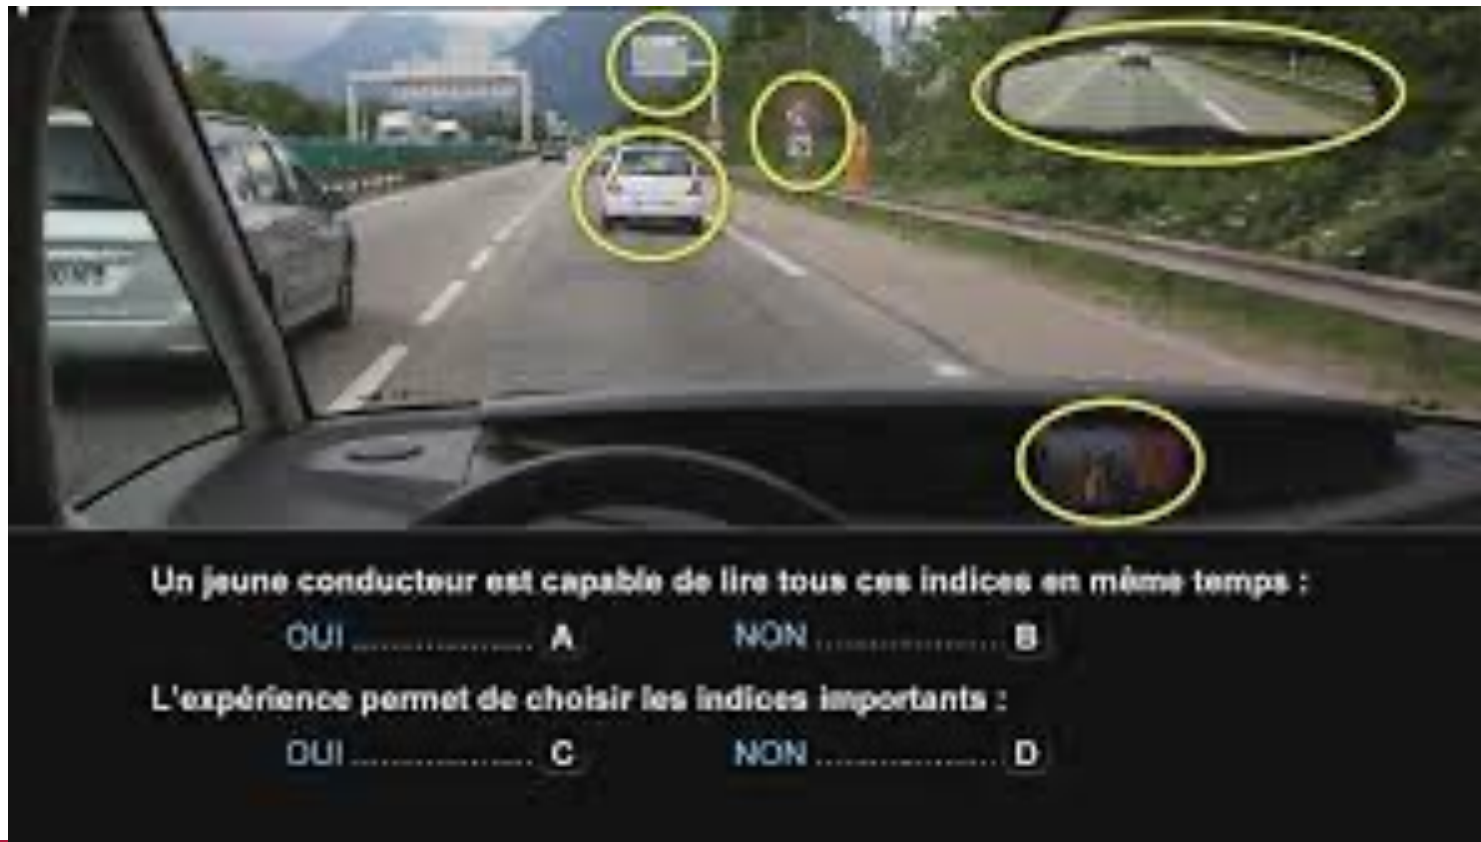 Un jeune conducteur est capable de lire tous ces indices en même temps :
OUI .................. A NON .................. B
L'expérience permet de choisir les indices importants :
OUI .................. C NON .................. D